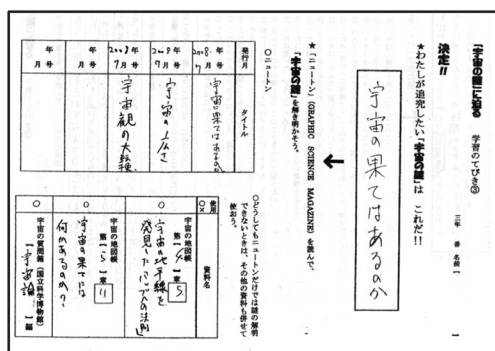 「宇宙の謎」に迫る 学習のてびき③
三年 番 名前【
決定!!
★わたしが追究したい「宇宙の謎」は これだ!!
宇宙の果てはあるのか
★「ニュートン」(GRAPHIC SCIENCE MAGAZINE)を読んで、
「宇宙の謎」を解き明かそう。
○ニュートン
発行月
タイトル
2008年7月号
宇宙に果てはあるのか
2008年7月号
宇宙の
2008年7月号
宇宙観の大転換
年 月号
年 月号
○どうしてもニュートンだけでは謎の解明
できないときは、その他の資料も併せて
使おう。
使用○×
資料名
○
宇宙の地図帳
第【4】章 5
宇宙の地平線を
発見したハッブルの法則
○
宇宙の地図帳
第【5】章 11
宇宙の果てには
何があるのか?
○
宇宙の質問箱(国立科学博物館)
【宇宙論】編